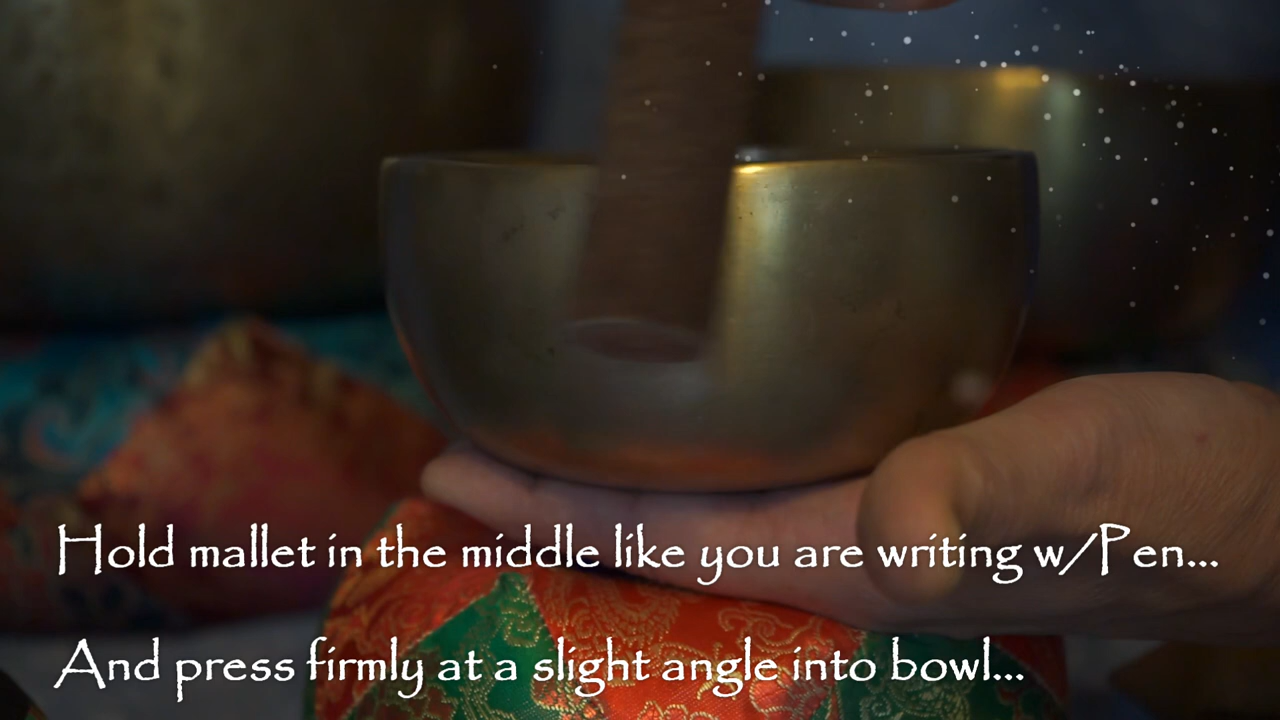 Hold mallet in the middle like you are writing w/Pen...
And press firmly at a slight angle into bowl...